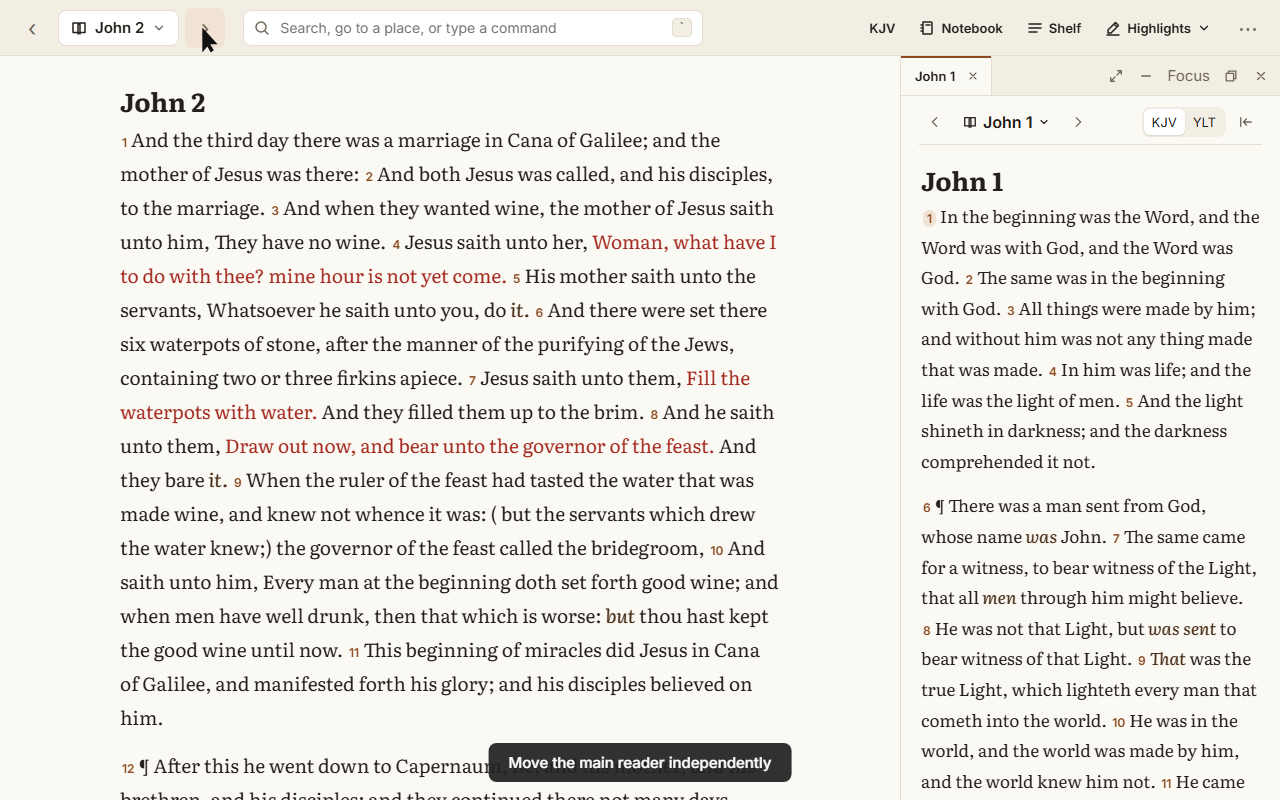 John 2
Search, go to a place, or type a command
`
KJV
Notebook
Shelf
Highlights
John 2
1 And the third day there was a marriage in Cana of Galilee; and the
mother of Jesus was there: 2 And both Jesus was called, and his disciples,
to the marriage. 3 And when they wanted wine, the mother of Jesus saith
unto him, They have no wine. 4 Jesus saith unto her, Woman, what have I
to do with thee? mine hour is not yet come. 5 His mother saith unto the
servants, Whatsoever he saith unto you, do it. 6 And there were set there
six waterpots of stone, after the manner of the purifying of the Jews,
containing two or three firkins apiece. 7 Jesus saith unto them, Fill the
waterpots with water. And they filled them up to the brim. 8 And he saith
unto them, Draw out now, and bear unto the governor of the feast. And
they bare it. 9 When the ruler of the feast had tasted the water that was
made wine, and knew not whence it was: ( but the servants which drew
the water knew;) the governor of the feast called the bridegroom, 10 And
saith unto him, Every man at the beginning doth set forth good wine; and
when men have well drunk, then that which is worse: but thou hast kept
the good wine until now. 11 This beginning of miracles did Jesus in Cana
of Galilee, and manifested forth his glory; and his disciples believed on
him.
12 ¶ After this he went down to Capernaum,
brethren, and his disciples: and they continued there not many days.
Move the main reader independently
John 1
Focus
John 1
KJV
YLT
John 1
1 In the beginning was the Word, and the
Word was with God, and the Word was
God. 2 The same was in the beginning
with God. 3 All things were made by him;
and without him was not any thing made
that was made. 4 In him was life; and the
life was the light of men. 5 And the light
shineth in darkness; and the darkness
comprehended it not.
6 ¶ There was a man sent from God,
whose name was John. 7 The same came
for a witness, to bear witness of the Light,
that all men through him might believe.
8 He was not that Light, but was sent to
bear witness of that Light. 9 That was the
true Light, which lighteth every man that
cometh into the world. 10 He was in the
world, and the world was made by him,
and the world knew him not. 11 He came